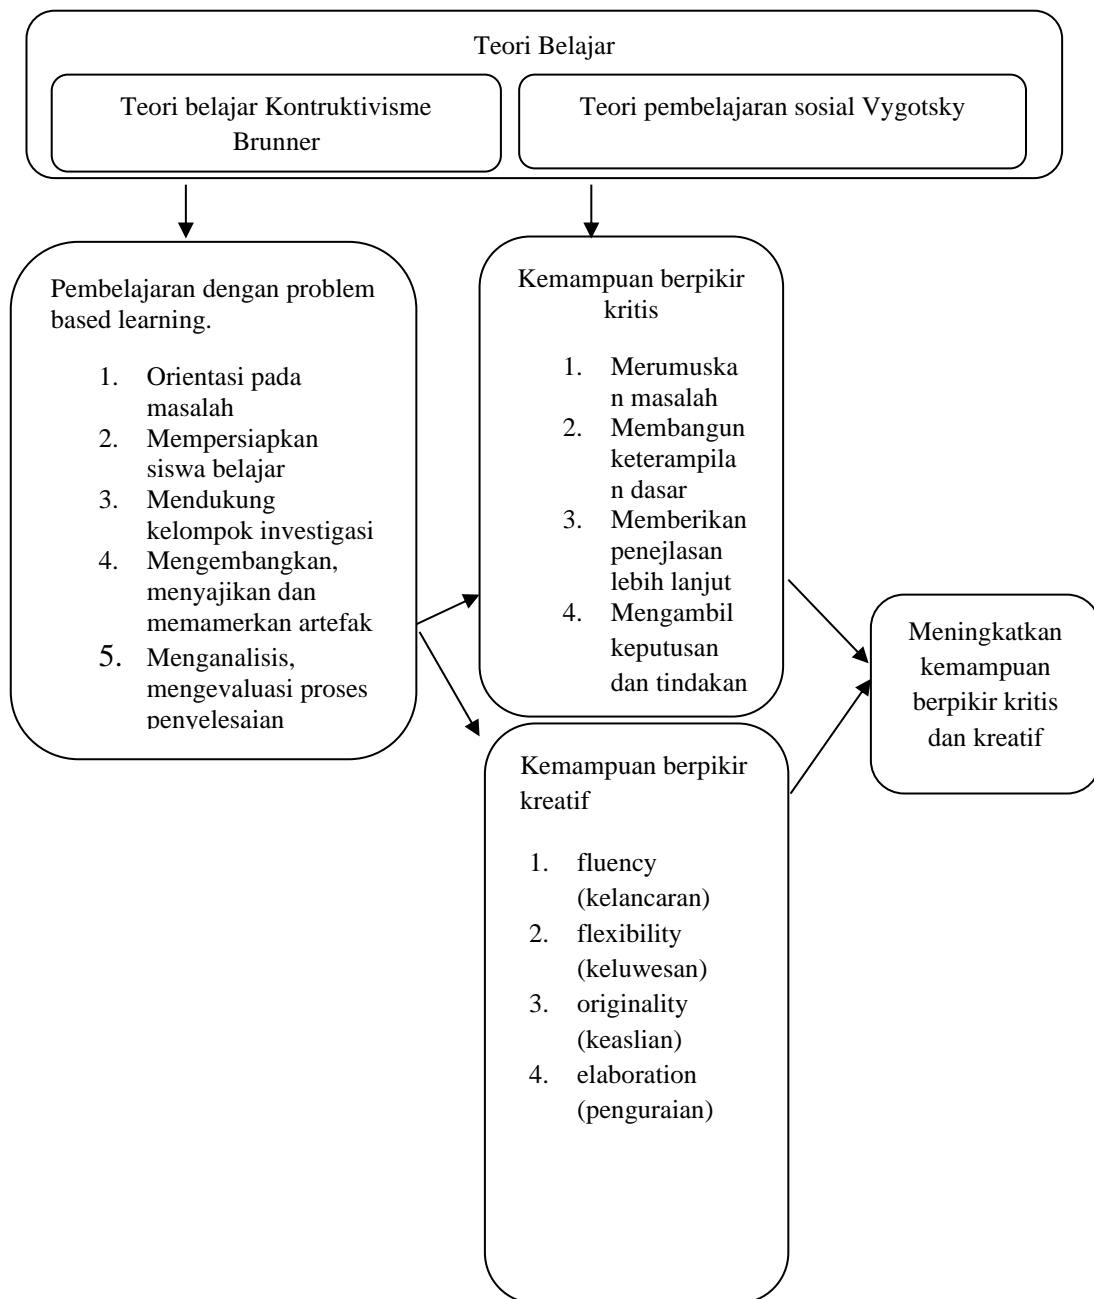 Teori Belajar
Teori belajar Kontruktivisme
Brunner
Teori pembelajaran sosial Vygotsky
Pembelajaran dengan problem
based learning.
1. Orientasi pada
masalah
2. Mempersiapkan
siswa belajar
3. Mendukung
kelompok investigasi
4. Mengembangkan,
menyajikan dan
memamerkan artefak
5. Menganalisis,
mengevaluasi proses
penyelesaian
Kemampuan berpikir
kritis
1. Merumuska
n masalah
2. Membangun
keterampila
n dasar
3. Memberikan
penejlasan
lebih lanjut
4. Mengambil
keputusan
dan tindakan
Kemampuan berpikir
kreatif
1. fluency
(kelancaran)
2. flexibility
(keluwesan)
3. originality
(keaslian)
4. elaboration
(penguraian)
Meningkatkan
kemampuan
berpikir kritis
dan kreatif